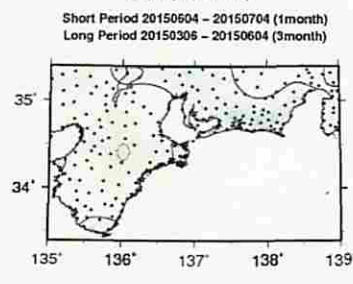 Short Period 20150604 – 20150704 (1month)
Long Period 20150306 – 20150604 (3month)
35°
34°
135° 136° 137° 138° 139